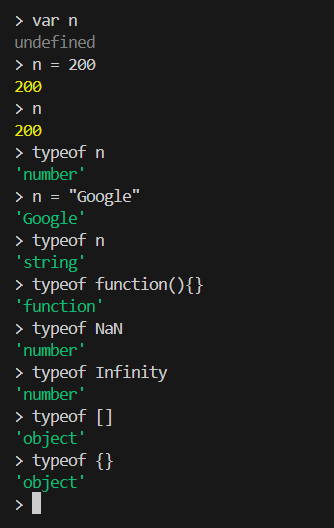 > var n
undefined
> n = 200
200
> n
200
> typeof n
'number'
> n = "Google"
'Google'
> typeof n
'string'
> typeof function(){}
'function'
> typeof NaN
'number'
> typeof Infinity
'number'
> typeof []
'object'
> typeof {}
'object'
>